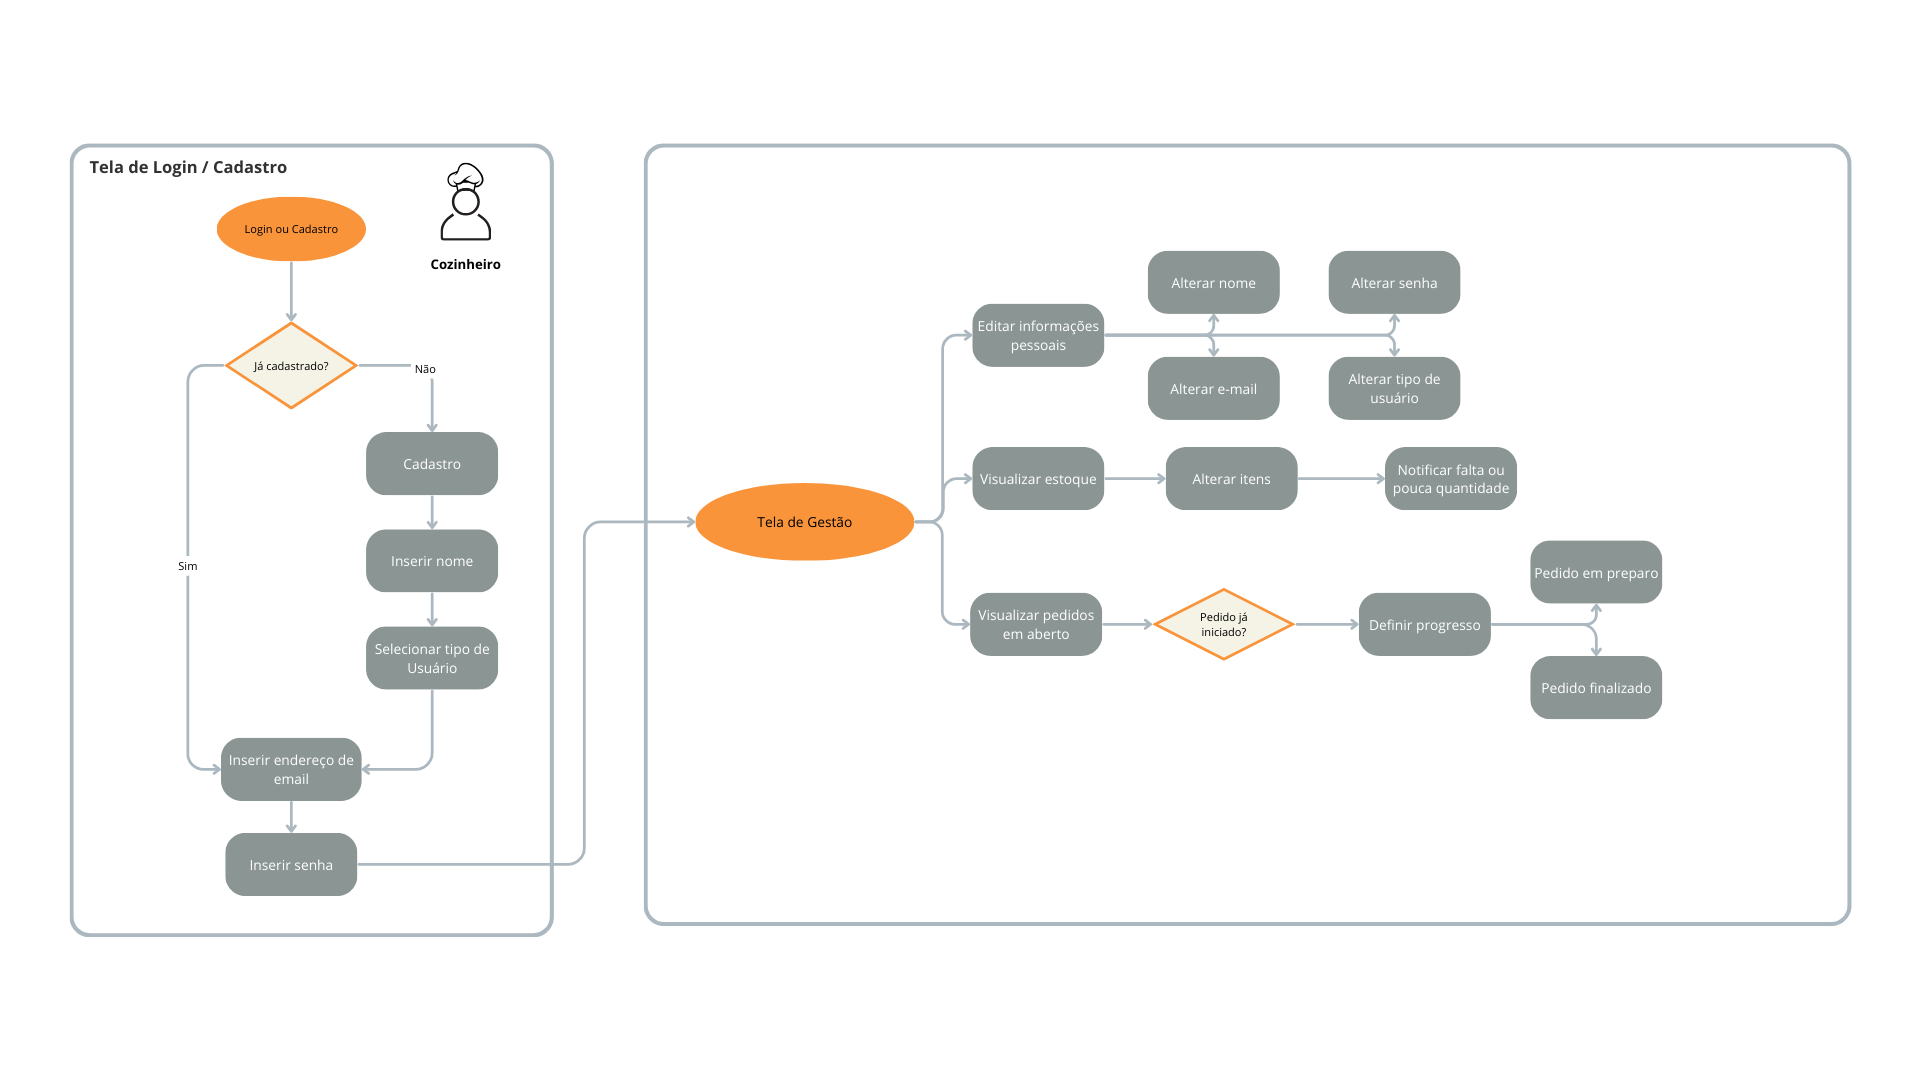 Tela de Login / Cadastro
Login ou Cadastro
Cozinheiro
Já cadastrado?
Não
Cadastro
Inserir nome
Sim
Selecionar tipo de
Usuário
Inserir endereço de
email
Inserir senha
Tela de Gestão
Editar informações
pessoais
Alterar nome
Alterar senha
Alterar e-mail
Alterar tipo de
usuário
Visualizar estoque
Alterar itens
Notificar falta ou
pouca quantidade
Visualizar pedidos
em aberto
Pedido já
iniciado?
Definir progresso
Pedido em preparo
Pedido finalizado